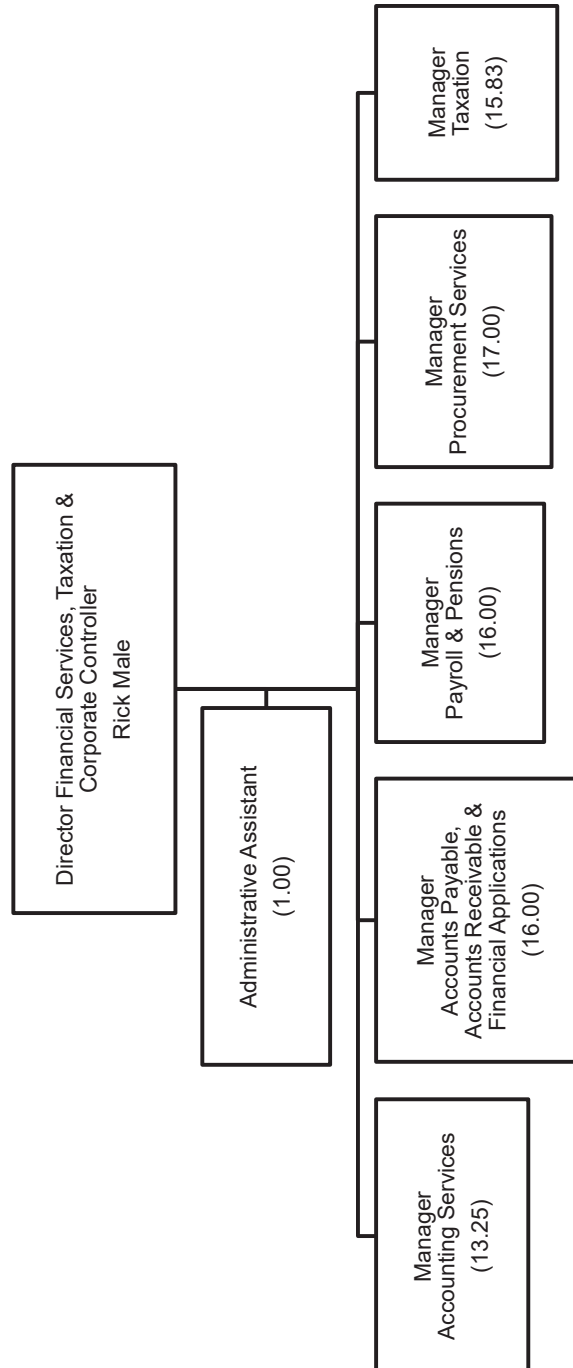 Director Financial Services, Taxation &
Corporate Controller
Rick Male
Administrative Assistant
(1.00)
Manager
Accounting Services
(13.25)
Manager
Accounts Payable,
Accounts Receivable &
Financial Applications
(16.00)
Manager
Payroll & Pensions
(16.00)
Manager
Procurement Services
(17.00)
Manager
Taxation
(15.83)